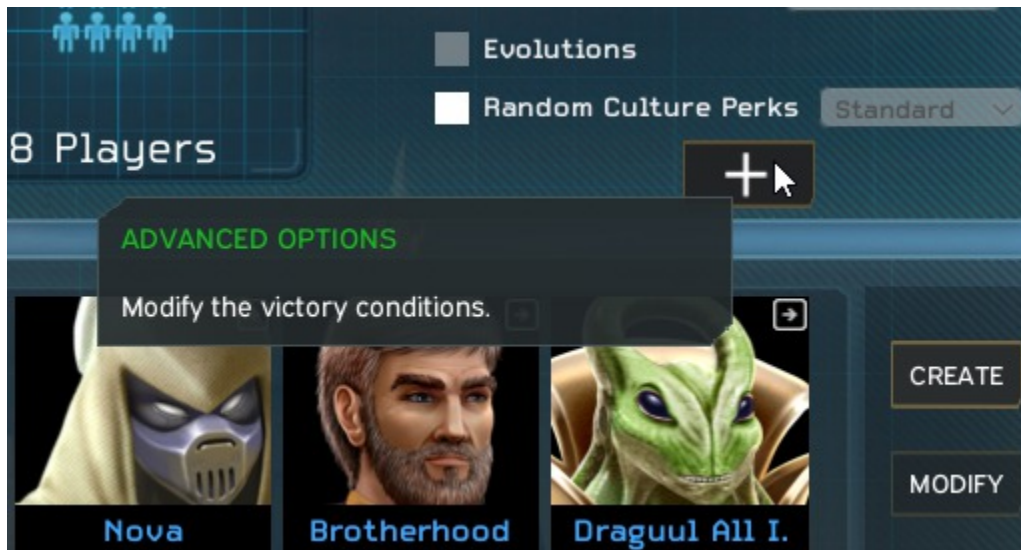 Evolutions
Random Culture Perks Standard
8 Players
ADVANCED OPTIONS
Modify the victory conditions.
CREATE
MODIFY
Nova Brotherhood Draguul All I.